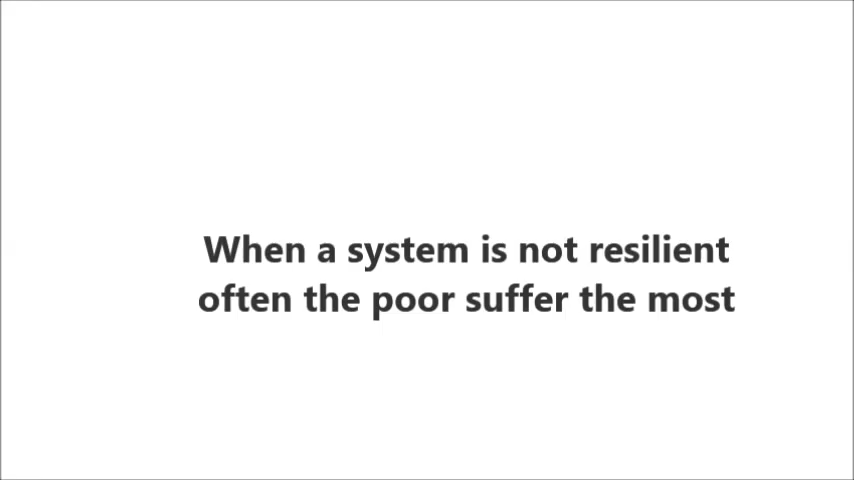 When a system is not resilient
often the poor suffer the most